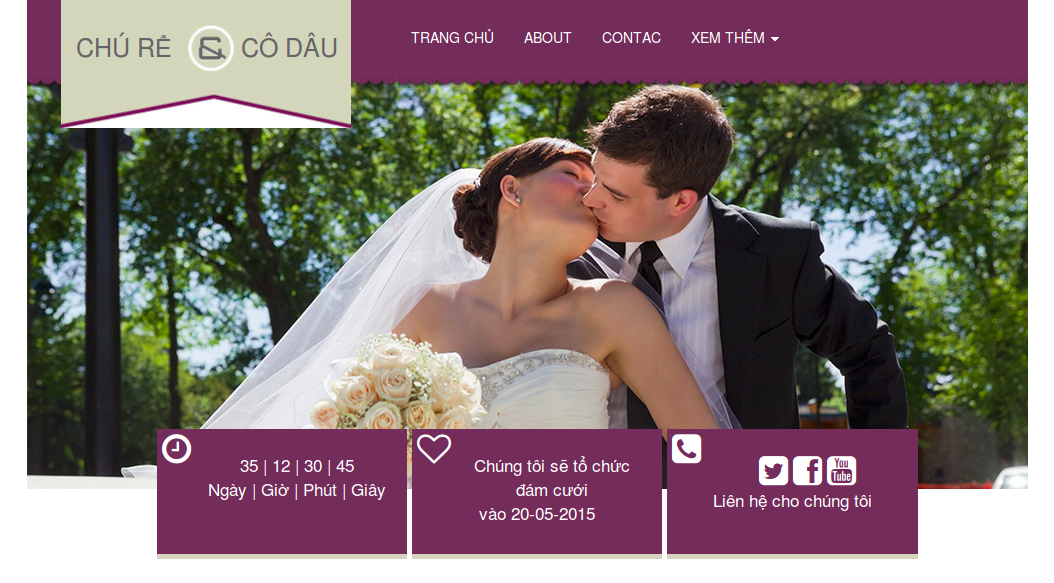 CHÚ RỂ & CÔ DÂU
TRANG CHỦ ABOUT CONTAC XEM THÊM
35 | 12 | 30 | 45
Ngày | Giờ | Phút | Giây
Chúng tôi sẽ tổ chức
đám cưới
vào 20-05-2015
You
Tube
Liên hệ cho chúng tôi